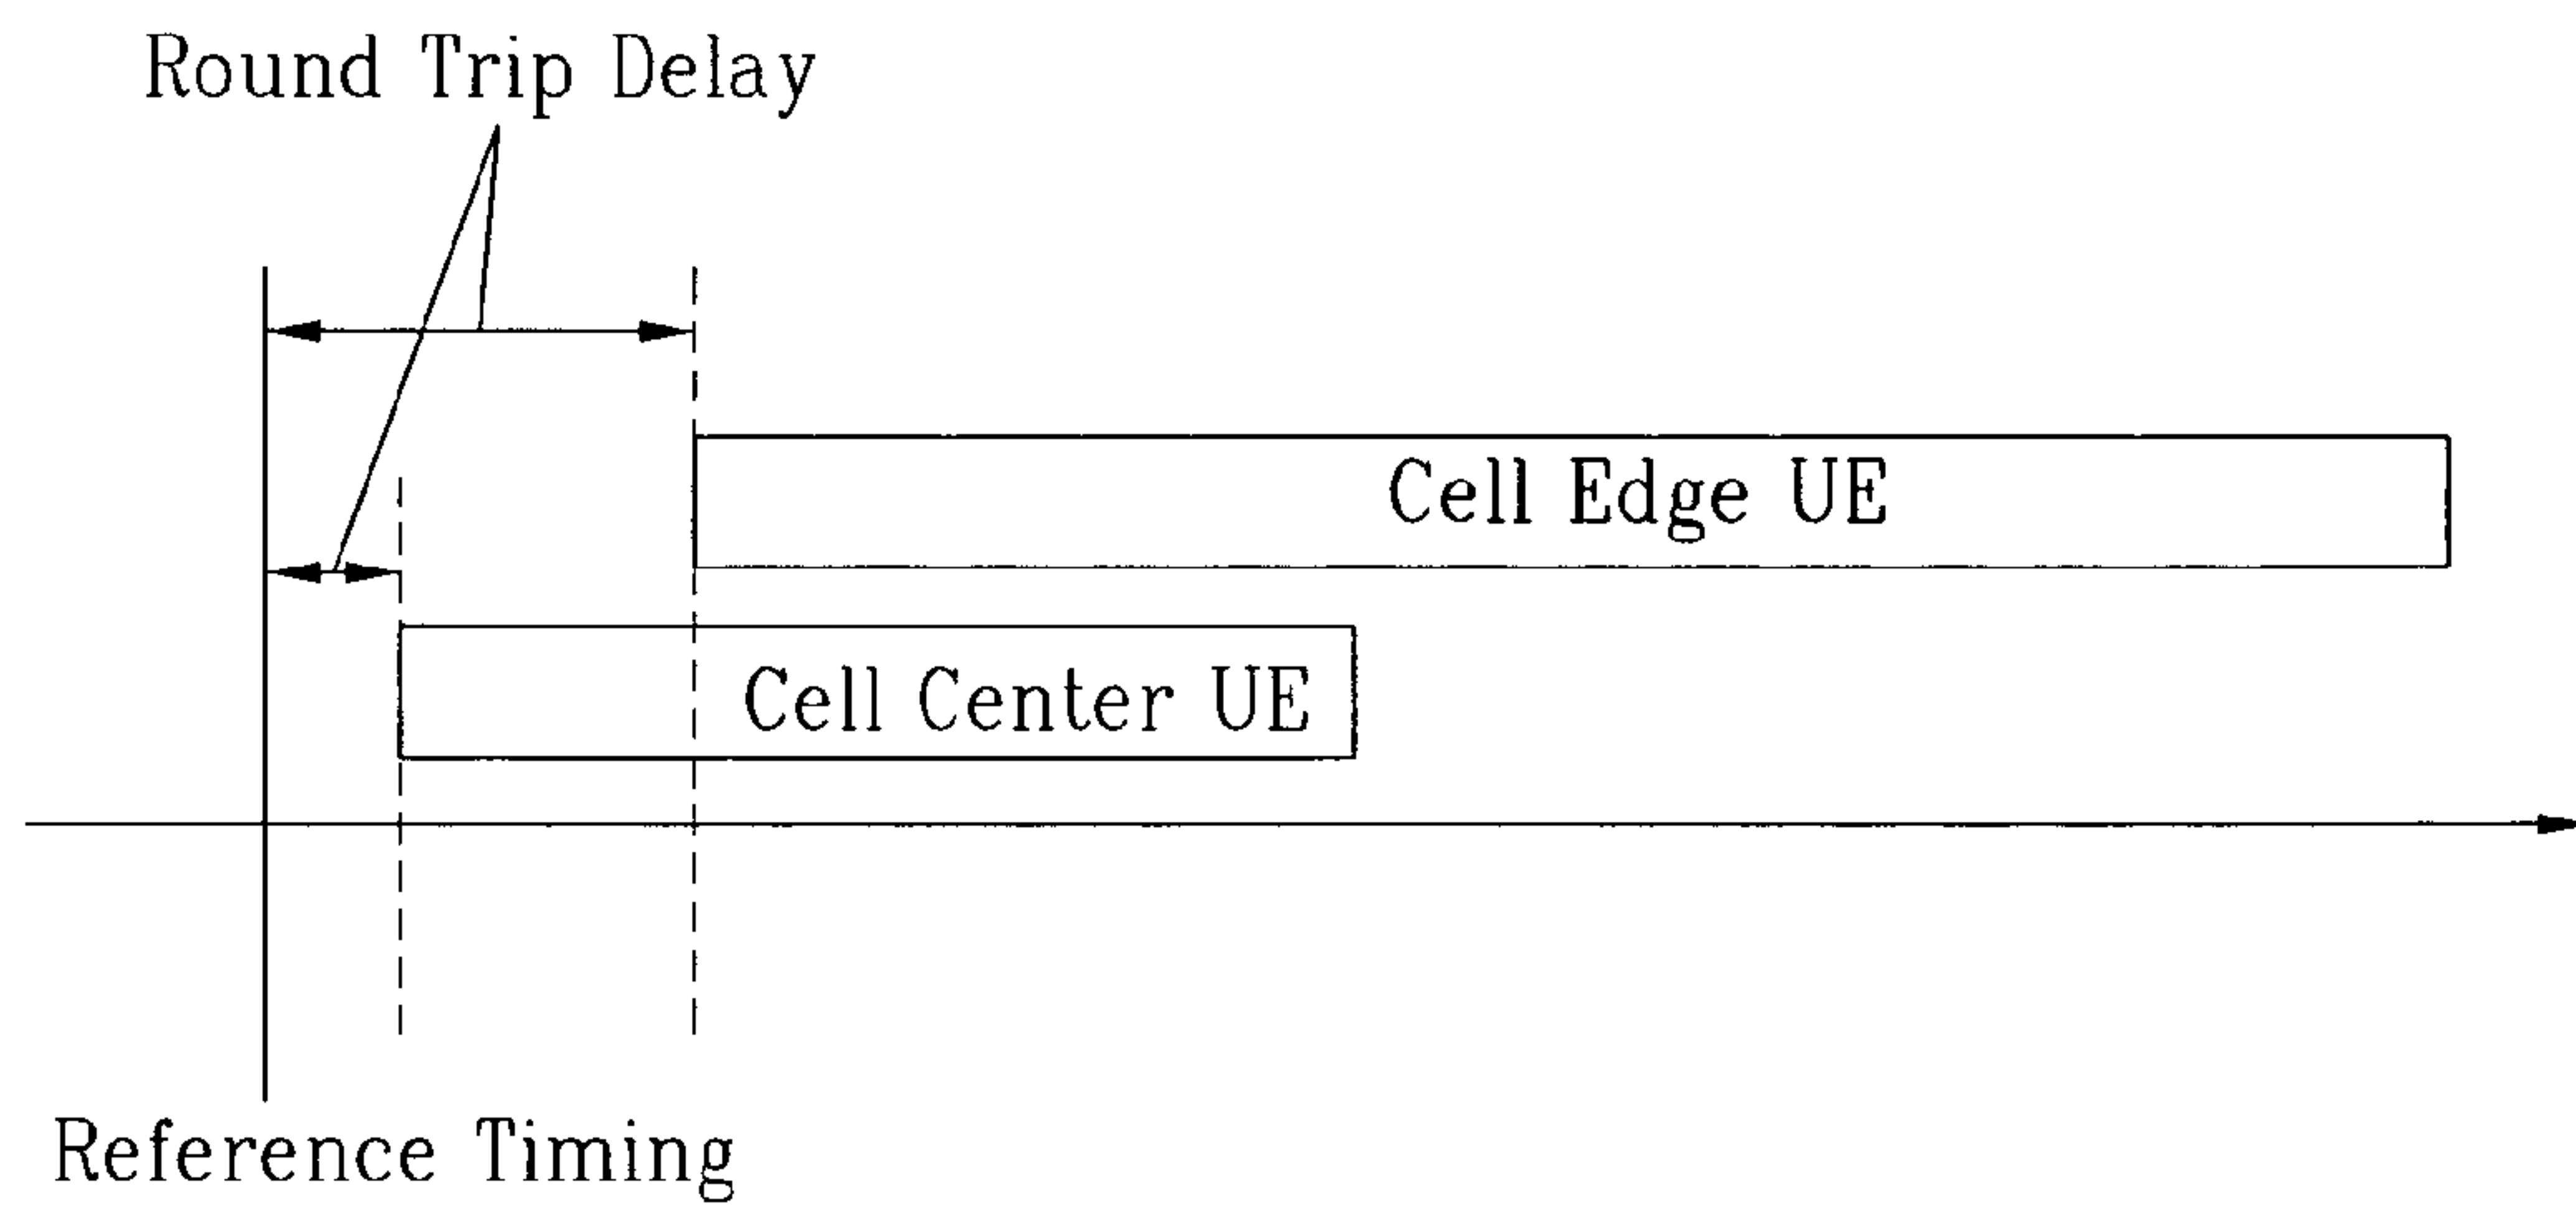 Round Trip Delay
Cell Edge UE
Cell Center UE
Reference Timing